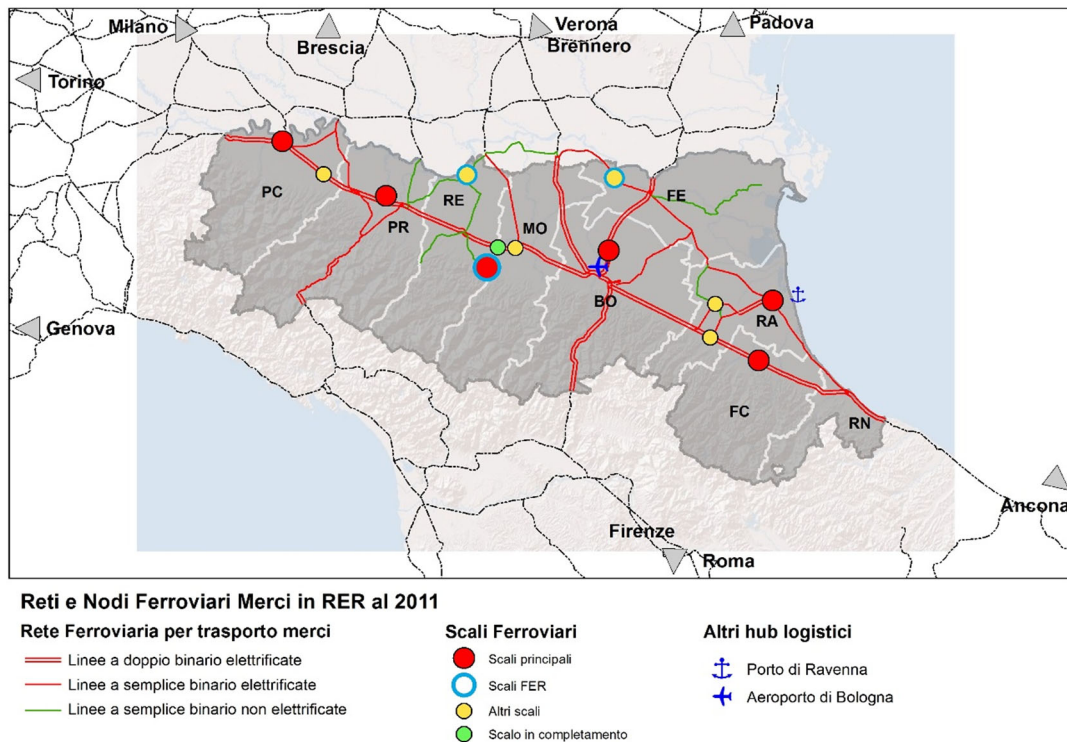 Milano
Brescia
Verona
Brennero
Padova
Torino
PC
RE
FE
PR
MO
BO
RA
Genova
FC
RN
Ancona
Firenze
Roma
Reti e Nodi Ferroviari Merci in RER al 2011
Rete Ferroviaria per trasporto merci
Linee a doppio binario elettrificate
Linee a semplice binario elettrificate
Linee a semplice binario non elettrificate
Scali Ferroviari
Scali principali
Scali FER
Altri scali
Scalo in completamento
Altri hub logistici
Porto di Ravenna
Aeroporto di Bologna